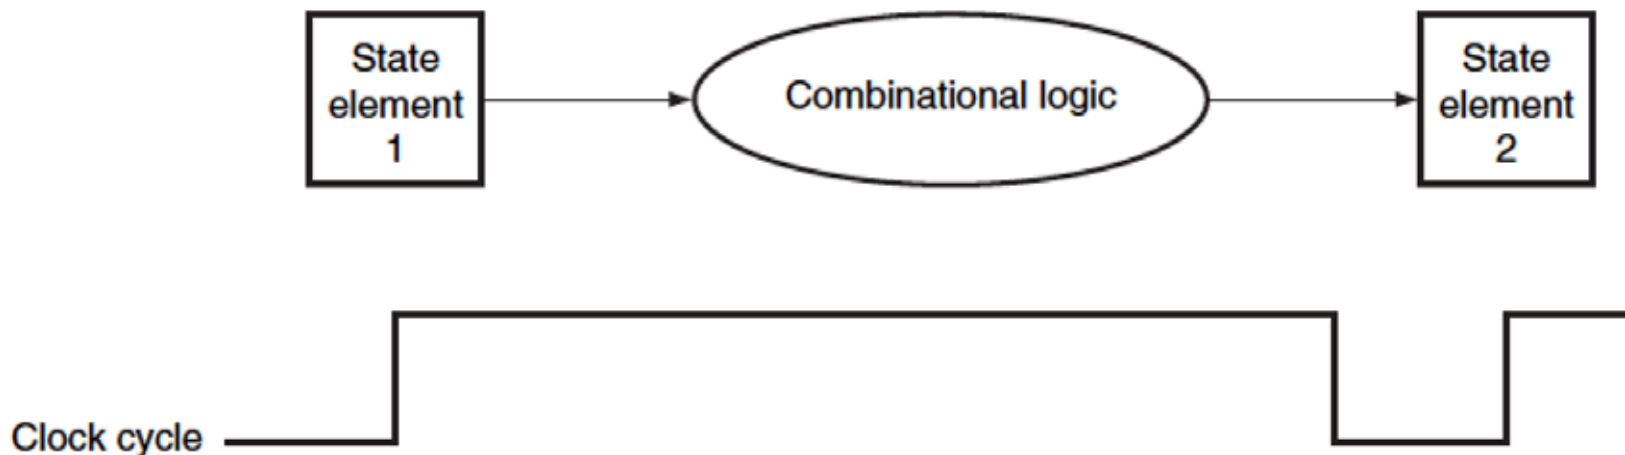 State
element
1
Combinational logic
State
element
2
Clock cycle